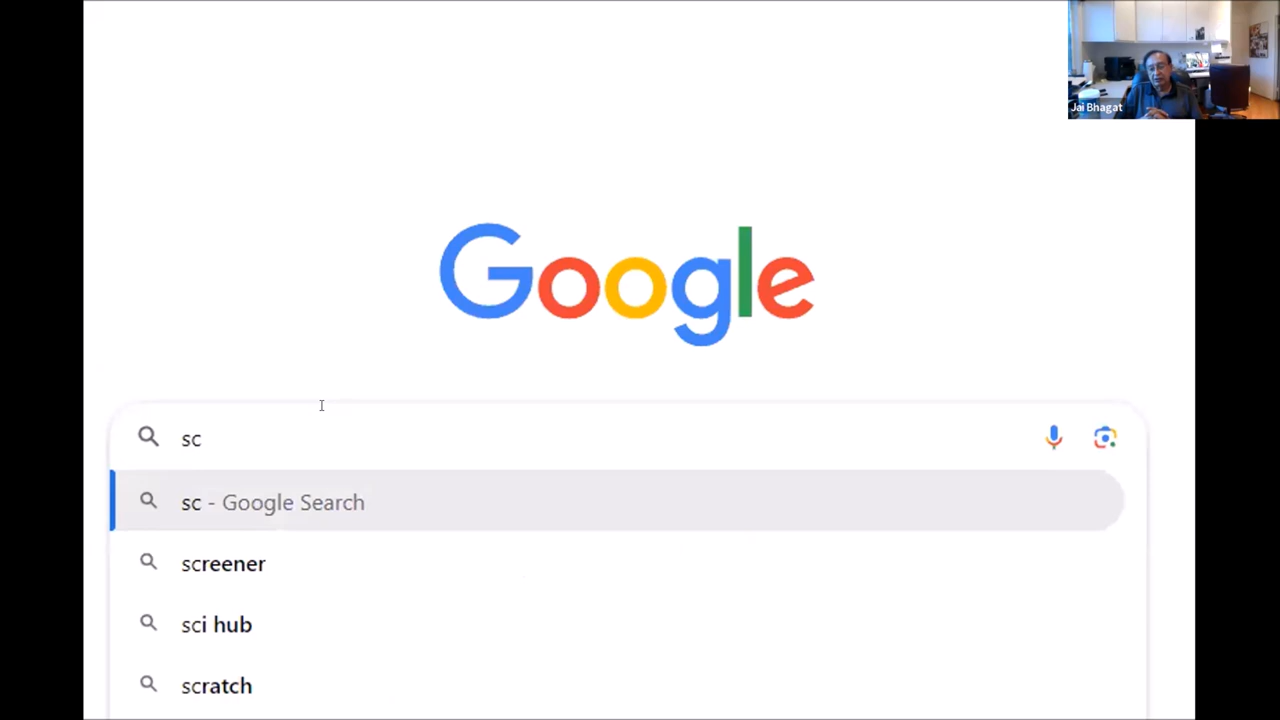 Jai Bhagat
Google
sc
sc - Google Search
screener
sci hub
scratch